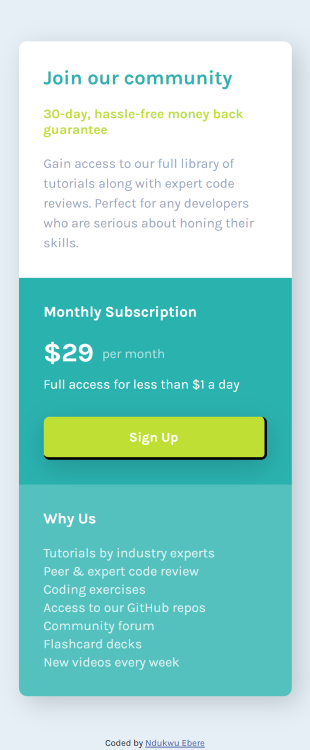 Join our community
30-day, hassle-free money back
guarantee
Gain access to our full library of
tutorials along with expert code
reviews. Perfect for any developers
who are serious about honing their
skills.
Monthly Subscription
$29 per month
Full access for less than $1 a day
Sign Up
Why Us
Tutorials by industry experts
Peer & expert code review
Coding exercises
Access to our GitHub repos
Community forum
Flashcard decks
New videos every week
Coded by Ndukwu Ebere